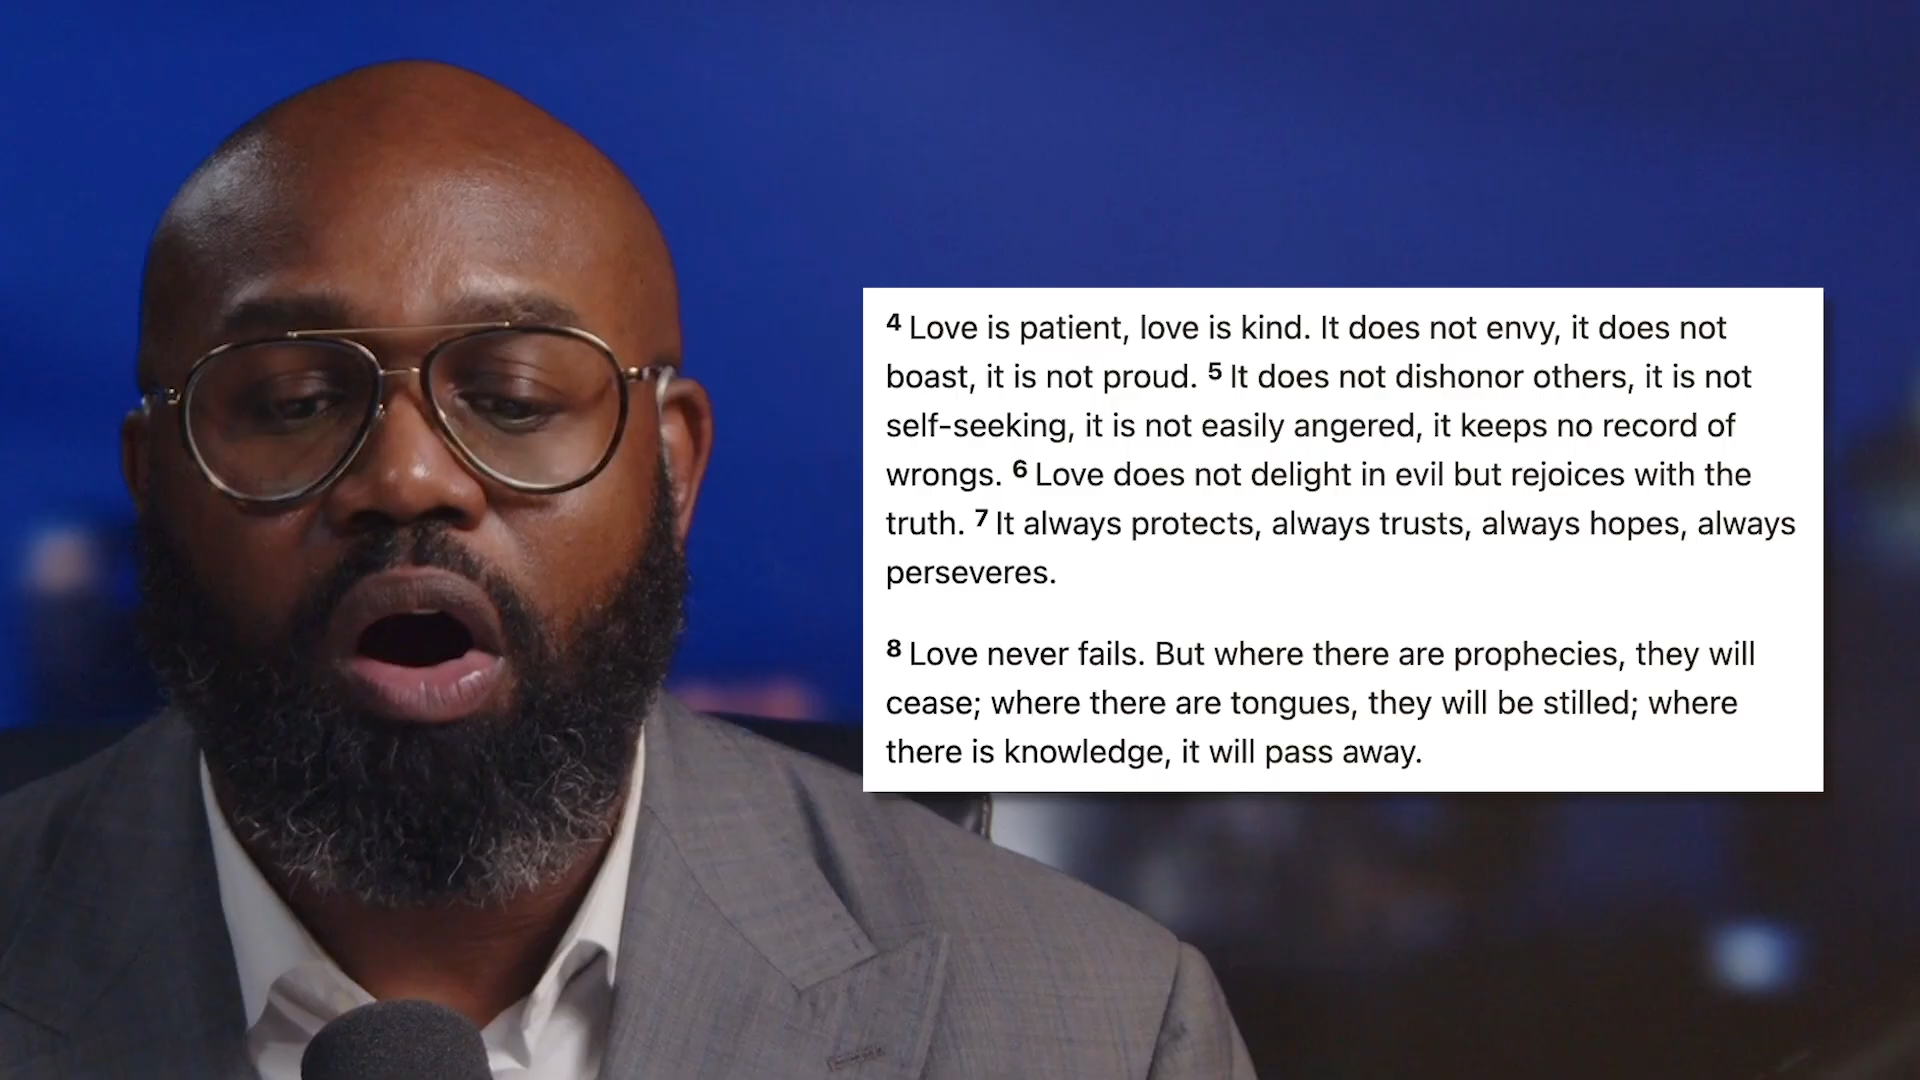 4 Love is patient, love is kind. It does not envy, it does not
boast, it is not proud. 5 It does not dishonor others, it is not
self-seeking, it is not easily angered, it keeps no record of
wrongs. 6 Love does not delight in evil but rejoices with the
truth. 7 It always protects, always trusts, always hopes, always
perseveres.
8 Love never fails. But where there are prophecies, they will
cease; where there are tongues, they will be stilled; where
there is knowledge, it will pass away.